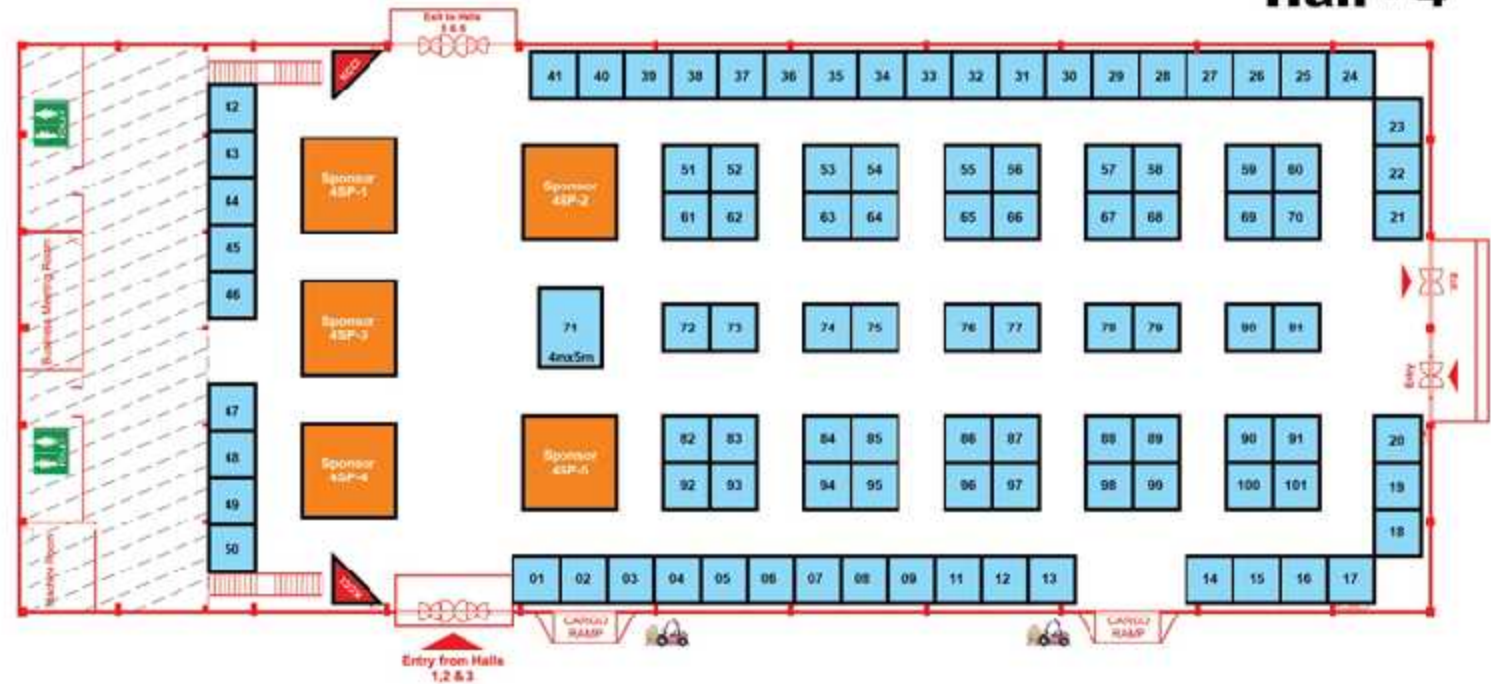 Hall - 4
Exit to Halls
5 & 6
KCCI
41 40 39 38 37 36 35 34 33 32 31 30 29 28 27 26 25 24
23
22
21
42
43
44
45
46
Sponsor
4SP-1
Sponsor
4SP-2
51 52 53 54 55 56 57 58 59 60
61 62 63 64 65 66 67 68 69 70
Business Meeting Room
Sponsor
4SP-3
71
4mx5m
72 73 74 75 76 77 78 79 80 81
Exit
Entry
47
48
49
50
Sponsor
4SP-4
Sponsor
4SP-5
82 83 84 85 86 87 88 89 90 91
92 93 94 95 96 97 98 99 100 101
20
19
18
Machine Room
KCCI
01 02 03 04 05 06 07 08 09 11 12 13 14 15 16 17
CARGO
RAMP
CARGO
RAMP
Entry from Halls
1,2 & 3